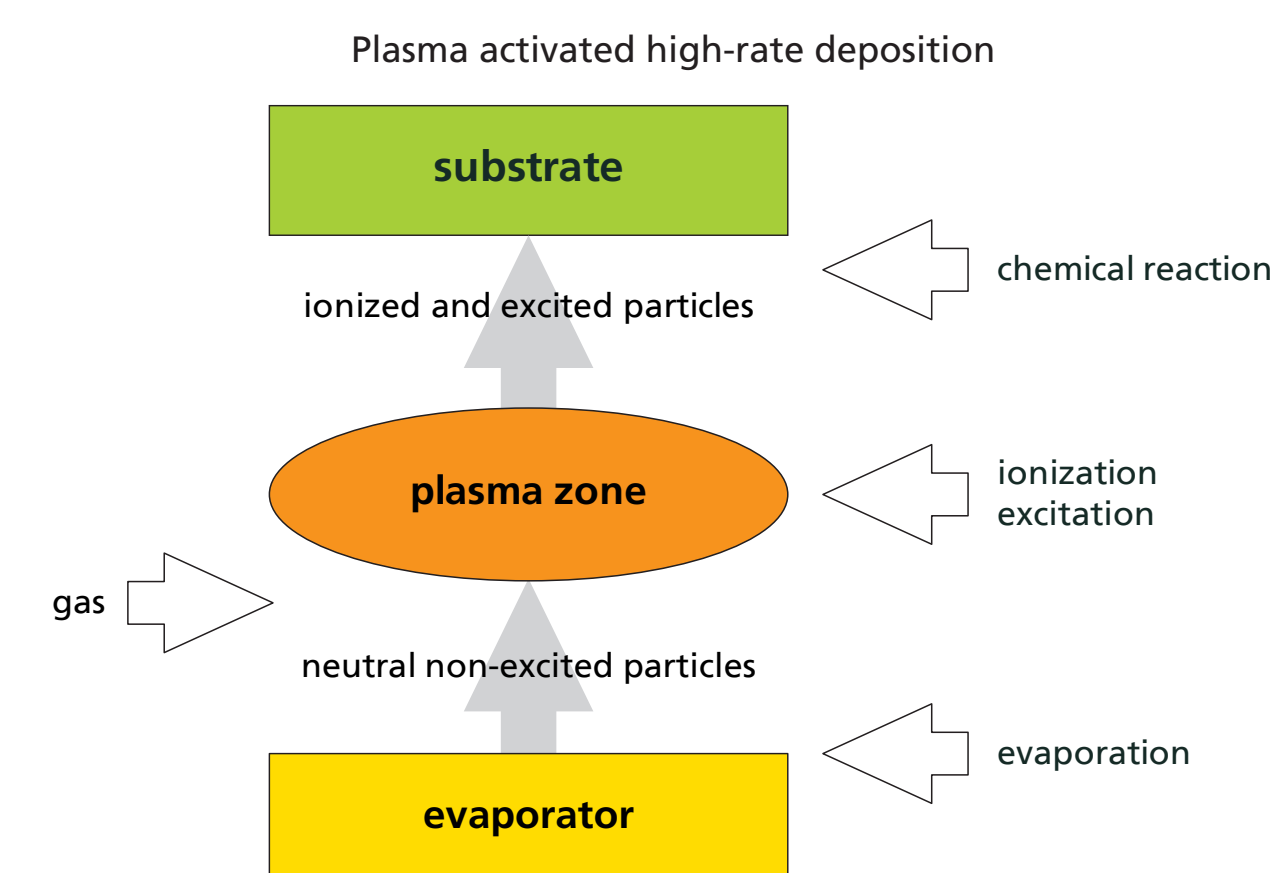 Plasma activated high-rate deposition
substrate
chemical reaction
ionized and excited particles
plasma zone
ionization
excitation
gas
neutral non-excited particles
evaporation
evaporator